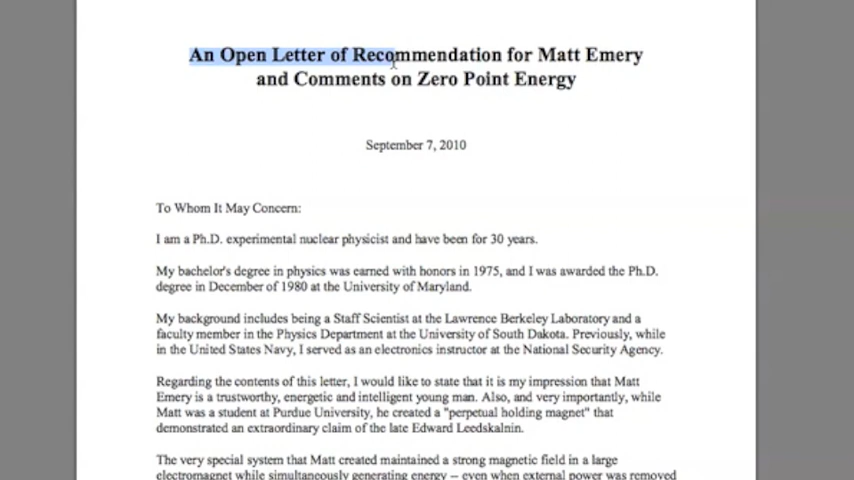 An Open Letter of Recommendation for Matt Emery
and Comments on Zero Point Energy
September 7, 2010
To Whom It May Concern:
I am a Ph.D. experimental nuclear physicist and have been for 30 years.
My bachelor's degree in physics was earned with honors in 1975, and I was awarded the Ph.D.
degree in December of 1980 at the University of Maryland.
My background includes being a Staff Scientist at the Lawrence Berkeley Laboratory and a
faculty member in the Physics Department at the University of South Dakota. Previously, while
in the United States Navy, I served as an electronics instructor at the National Security Agency.
Regarding the contents of this letter, I would like to state that it is my impression that Matt
Emery is a trustworthy, energetic and intelligent young man. Also, and very importantly, while
Matt was a student at Purdue University, he created a "perpetual holding magnet" that
demonstrated an extraordinary claim of the late Edward Leedskalnin.
The very special system that Matt created maintained a strong magnetic field in a large
electromagnet while simultaneously generating energy – even when external power was removed